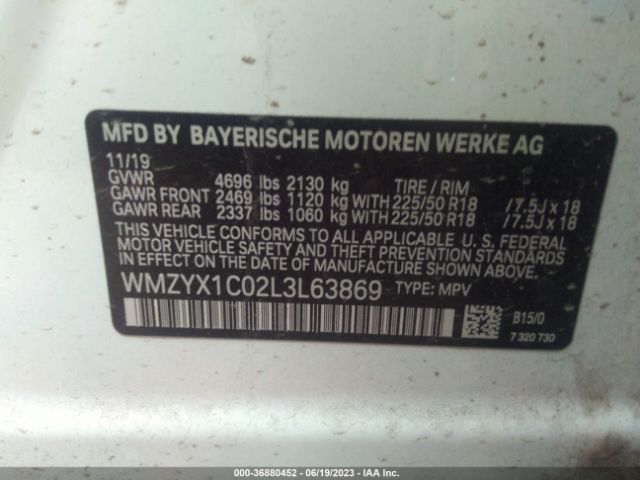 MFD BY BAYERISCHE MOTOREN WERKE AG
11/19
GVWR 4696 lbs 2130 kg TIRE / RIM
GAWR FRONT 2469 lbs 1120 kg WITH 225/50 R18 /7.5J x 18
GAWR REAR 2337 lbs 1060 kg WITH 225/50 R18 /7.5J x 18
THIS VEHICLE CONFORMS TO ALL APPLICABLE U. S. FEDERAL
MOTOR VEHICLE SAFETY AND THEFT PREVENTION STANDARDS
IN EFFECT ON THE DATE OF MANUFACTURE SHOWN ABOVE.
WMZYX1C02L3L63869 TYPE: MPV
B15/0
7 320 730
000-36880452 - 06/19/2023 - IAA Inc.